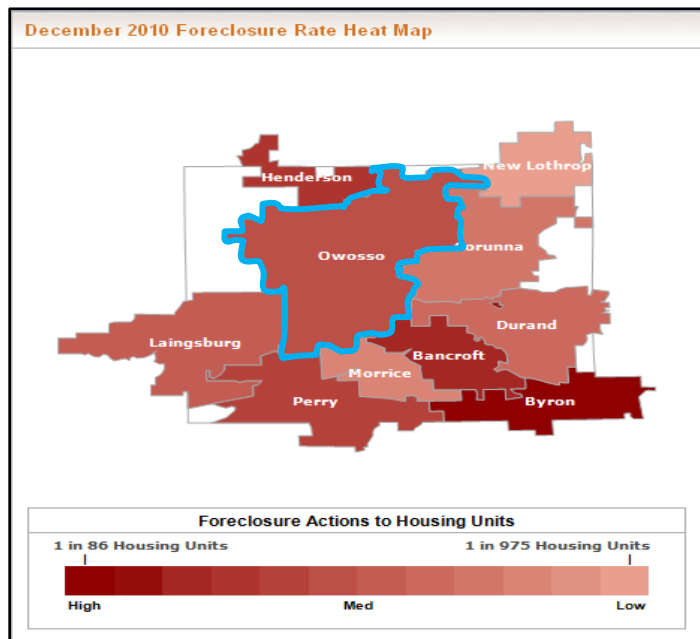 December 2010 Foreclosure Rate Heat Map
New Lothrop
Henderson
Owosso
Corunna
Durand
Laingsburg
Bancroft
Morrice
Perry
Byron
Foreclosure Actions to Housing Units
1 in 86 Housing Units
1 in 975 Housing Units
High
Med
Low